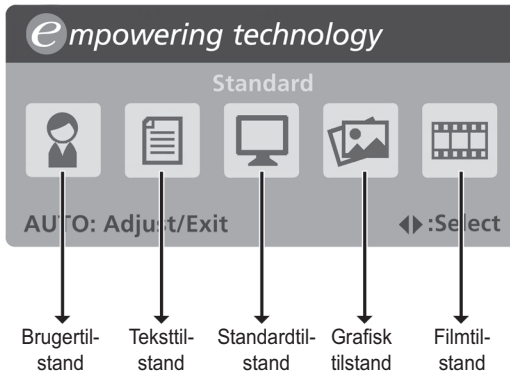 empowering technology
Standard
AUTO: Adjust/Exit ◀▶:Select
Brugertil- Teksttil- Standardtil- Grafisk Filmtil-
stand stand stand tilstand stand